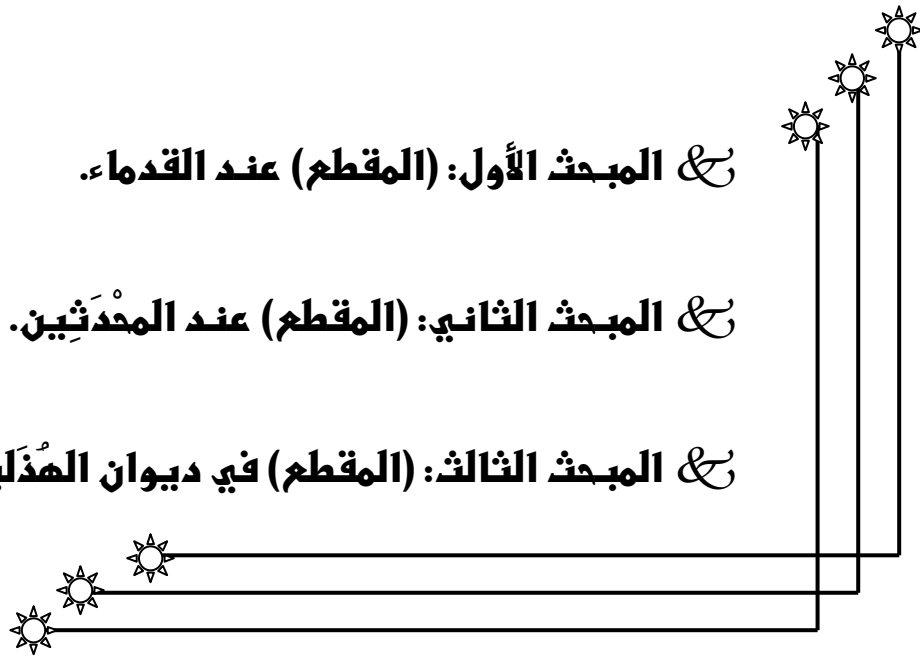 & المبحث الأول: (المقطع) عند القدماء.
& المبحث الثاني: (المقطع) عند المحْدَثِين.
& المبحث الثالث: (المقطع) في ديوان